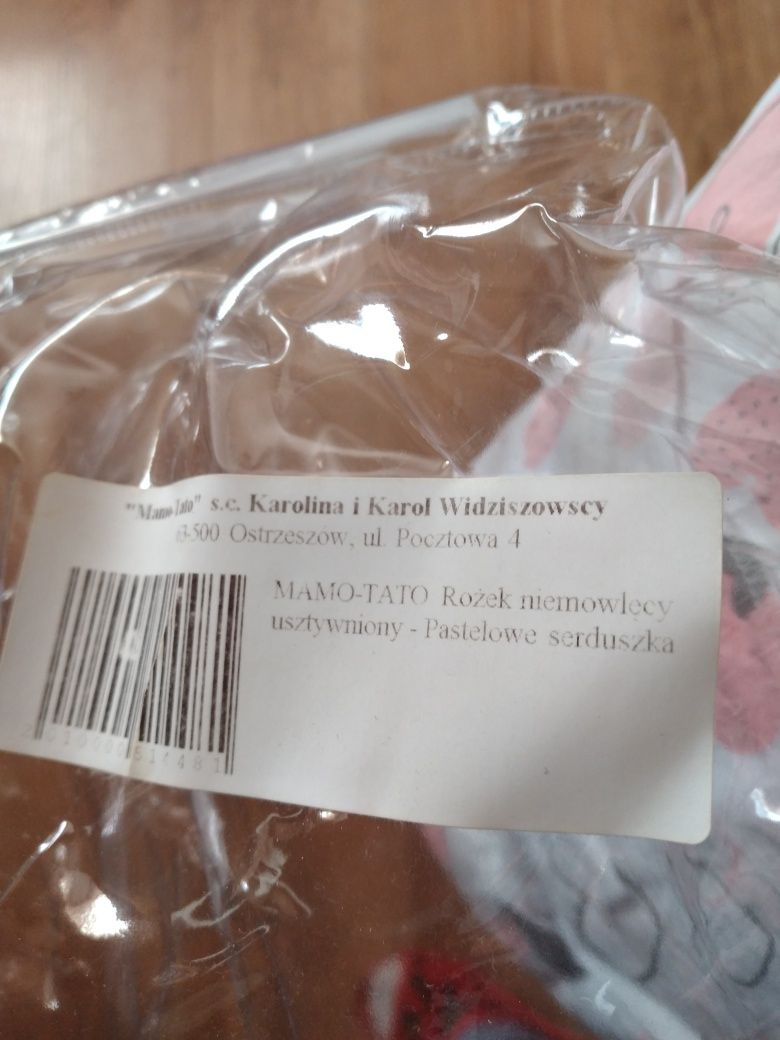 "Mamo-Tato" s.c. Karolina i Karol Widziszowscy
63-500 Ostrzeszów, ul. Pocztowa 4
MAMO-TATO Rożek niemowlęcy
usztywniony - Pastelowe serduszka